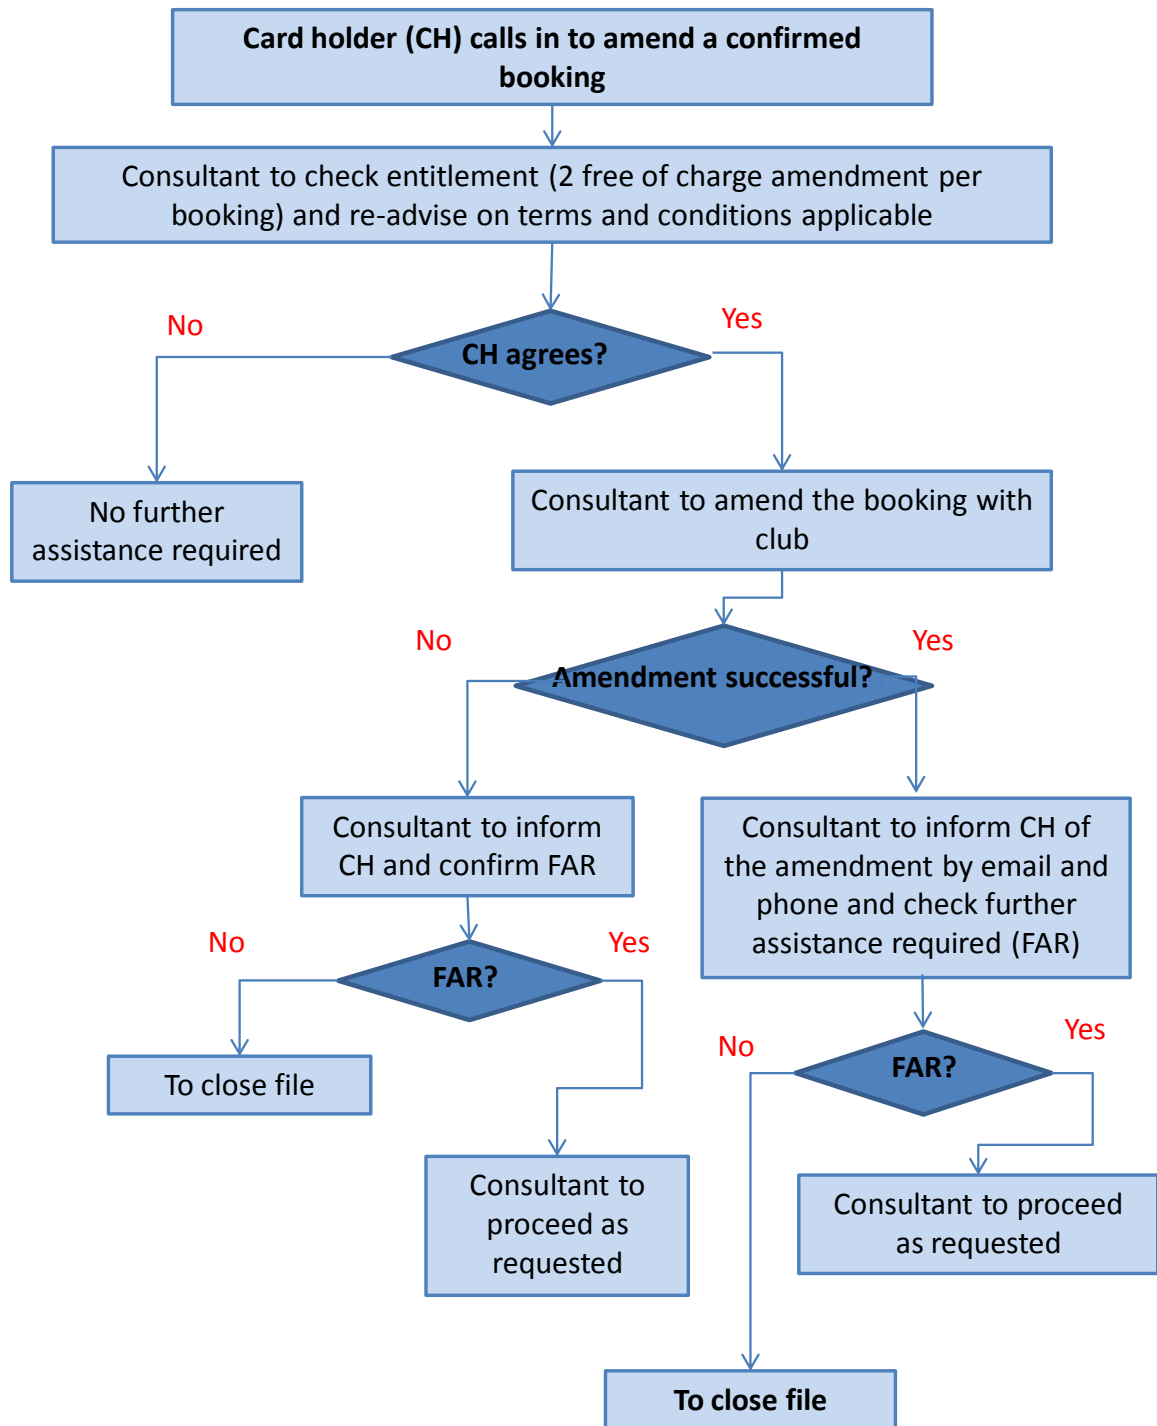 Card holder (CH) calls in to amend a confirmed
booking
Consultant to check entitlement (2 free of charge amendment per
booking) and re-advise on terms and conditions applicable
No
Yes
CH agrees?
No further
assistance required
Consultant to amend the booking with
club
No
Yes
Amendment successful?
Consultant to inform
CH and confirm FAR
Consultant to inform CH of
the amendment by email and
phone and check further
assistance required (FAR)
No
Yes
FAR?
No
Yes
FAR?
To close file
Consultant to
proceed as
requested
Consultant to proceed
as requested
To close file